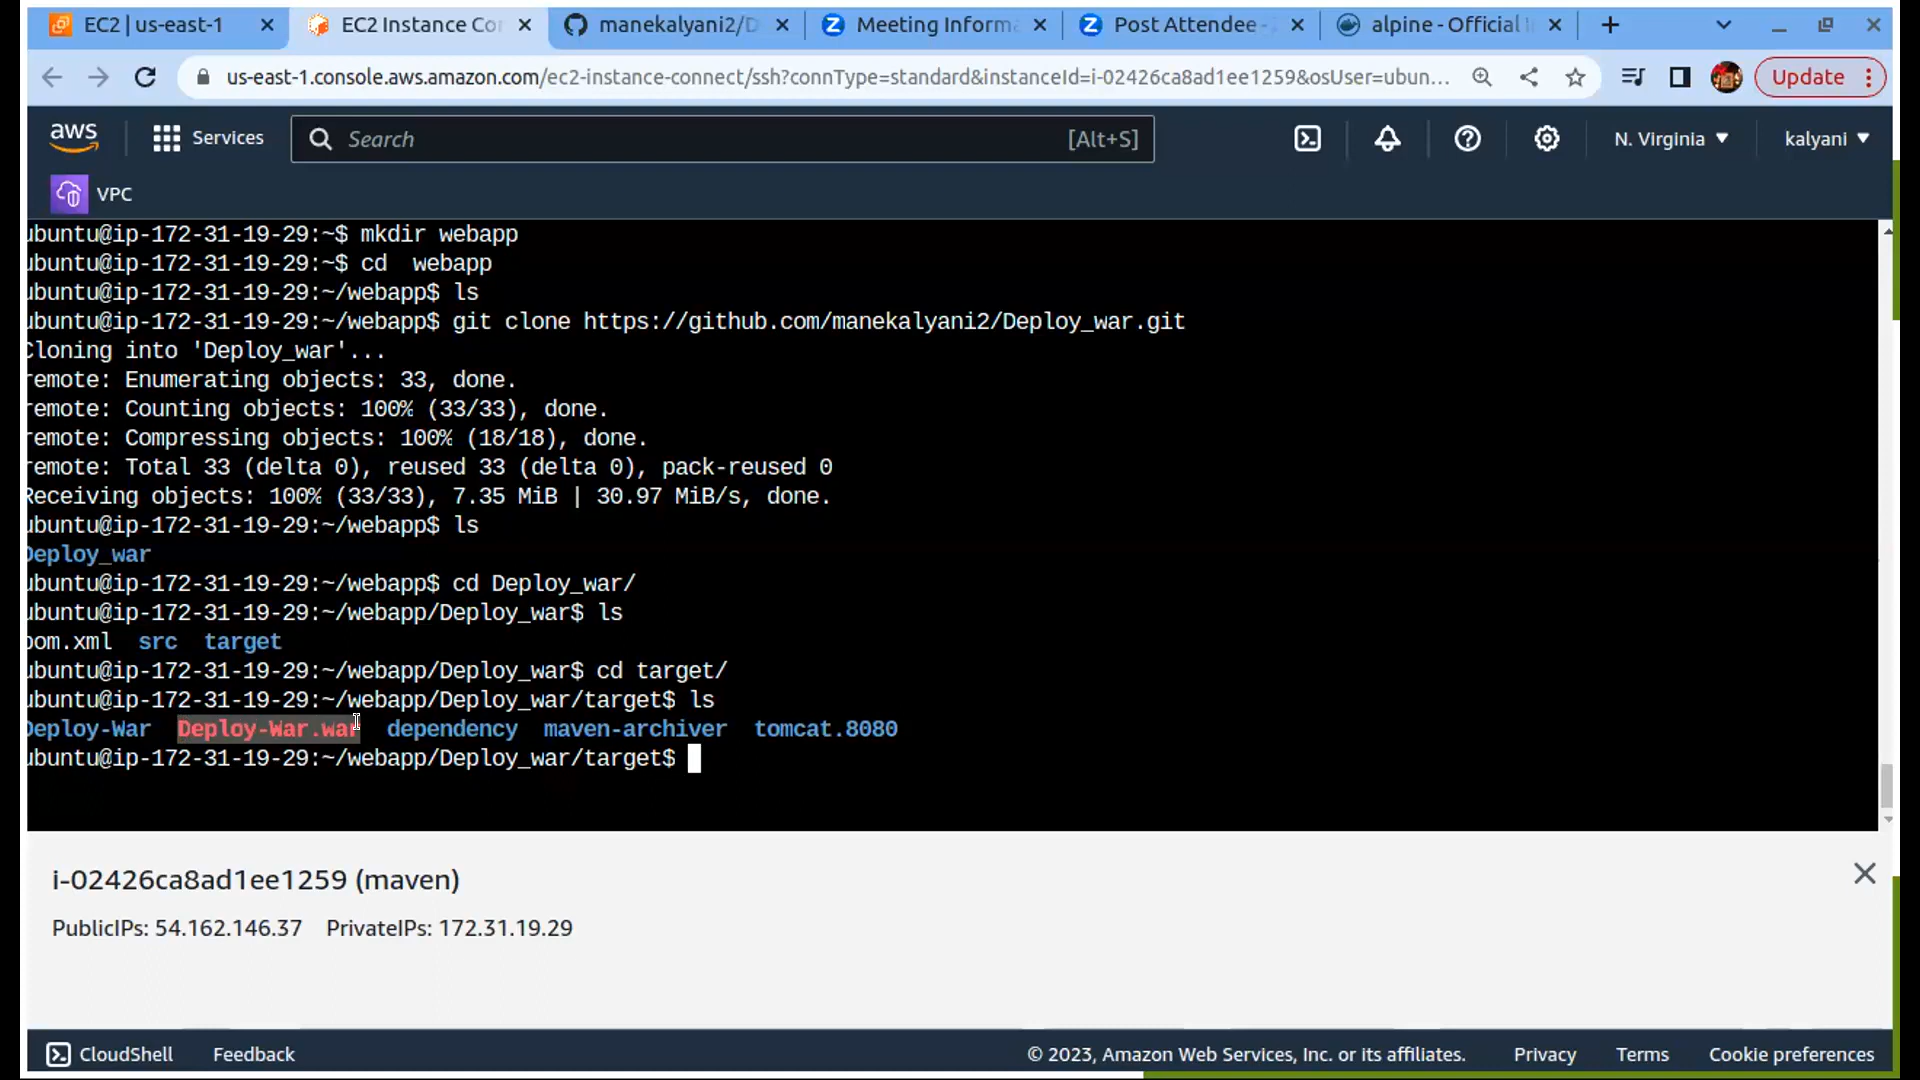 EC2 | us-east-1
EC2 Instance Co
manekalyani2/D
Meeting Inform
Post Attendee -
alpine - Official I
us-east-1.console.aws.amazon.com/ec2-instance-connect/ssh?connType=standard&instanceId=i-02426ca8ad1ee1259&osUser=ubun...
Update
aws
Services
Search
[Alt+S]
N. Virginia
kalyani
VPC
ubuntu@ip-172-31-19-29:~$ mkdir webapp
ubuntu@ip-172-31-19-29:~$ cd  webapp
ubuntu@ip-172-31-19-29:~/webapp$ ls
ubuntu@ip-172-31-19-29:~/webapp$ git clone https://github.com/manekalyani2/Deploy_war.git
Cloning into 'Deploy_war'...
remote: Enumerating objects: 33, done.
remote: Counting objects: 100% (33/33), done.
remote: Compressing objects: 100% (18/18), done.
remote: Total 33 (delta 0), reused 33 (delta 0), pack-reused 0
Receiving objects: 100% (33/33), 7.35 MiB | 30.97 MiB/s, done.
ubuntu@ip-172-31-19-29:~/webapp$ ls
Deploy_war
ubuntu@ip-172-31-19-29:~/webapp$ cd Deploy_war/
ubuntu@ip-172-31-19-29:~/webapp/Deploy_war$ ls
pom.xml  src  target
ubuntu@ip-172-31-19-29:~/webapp/Deploy_war$ cd target/
ubuntu@ip-172-31-19-29:~/webapp/Deploy_war/target$ ls
Deploy-War  Deploy-War.war  dependency  maven-archiver  tomcat.8080
ubuntu@ip-172-31-19-29:~/webapp/Deploy_war/target$
i-02426ca8ad1ee1259 (maven)
PublicIPs: 54.162.146.37   PrivateIPs: 172.31.19.29
CloudShell
Feedback
© 2023, Amazon Web Services, Inc. or its affiliates.
Privacy
Terms
Cookie preferences